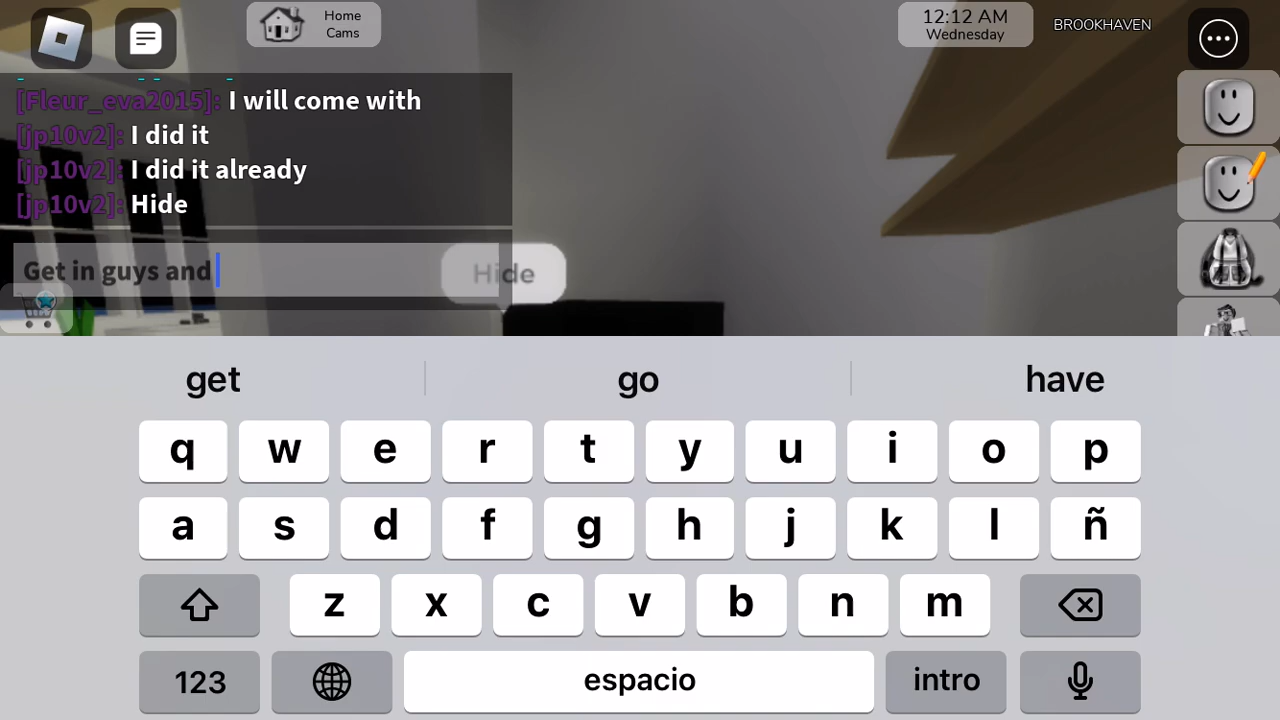 Home
Cams
12:12 AM
Wednesday
BROOKHAVEN
[Fleur_eva2015]: I will come with
[jp10v2]: I did it
[jp10v2]: I did it already
[jp10v2]: Hide
Get in guys and
Hide
get go have
q w e r t y u i o p
a s d f g h j k l ñ
z x c v b n m
123 espacio intro